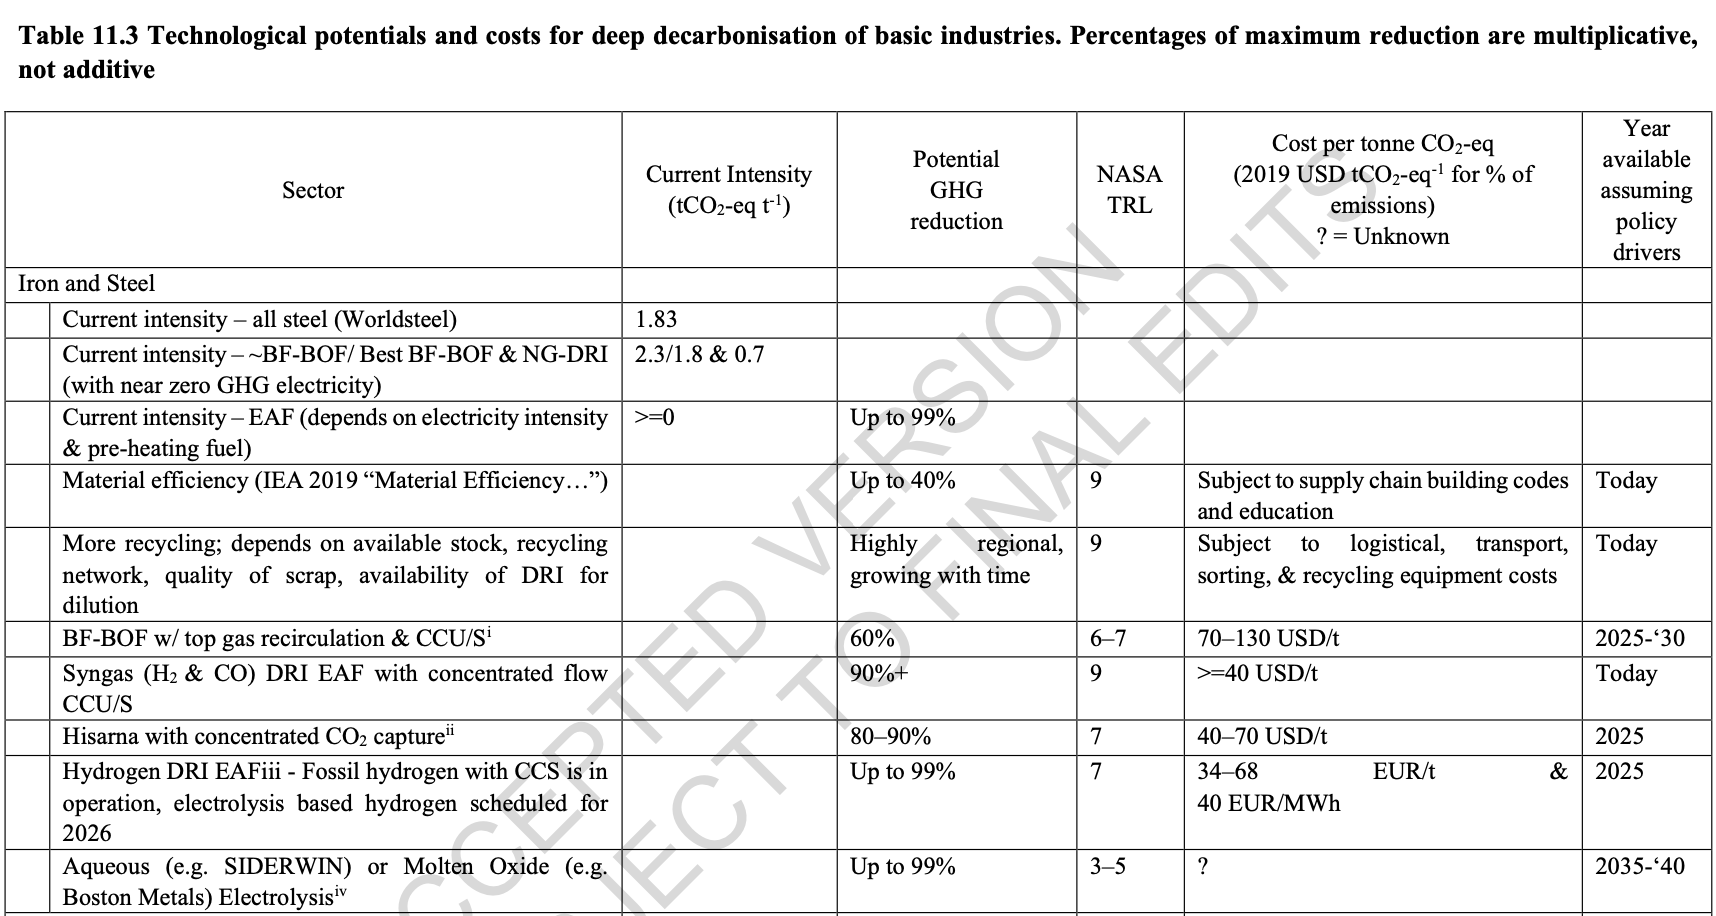 Table 11.3 Technological potentials and costs for deep decarbonisation of basic industries. Percentages of maximum reduction are multiplicative,
not additive
Sector
Current Intensity
(tCO₂-eq t⁻¹)
Potential
GHG
reduction
NASA
TRL
Cost per tonne CO₂-eq
(2019 USD tCO₂-eq⁻¹ for % of
emissions)
? = Unknown
Year
available
assuming
policy
drivers
Iron and Steel
Current intensity – all steel (Worldsteel)
1.83
Current intensity – ~BF-BOF/ Best BF-BOF & NG-DRI
(with near zero GHG electricity)
2.3/1.8 & 0.7
Current intensity – EAF (depends on electricity intensity
& pre-heating fuel)
>=0
Up to 99%
Material efficiency (IEA 2019 “Material Efficiency…”)
Up to 40%
9
Subject to supply chain building codes
and education
Today
More recycling; depends on available stock, recycling
network, quality of scrap, availability of DRI for
dilution
Highly regional,
growing with time
9
Subject to logistical, transport,
sorting, & recycling equipment costs
Today
BF-BOF w/ top gas recirculation & CCU/Sⁱ
60%
6–7
70–130 USD/t
2025-‘30
Syngas (H₂ & CO) DRI EAF with concentrated flow
CCU/S
90%+
9
>=40 USD/t
Today
Hisarna with concentrated CO₂ captureⁱⁱ
80–90%
7
40–70 USD/t
2025
Hydrogen DRI EAFiii - Fossil hydrogen with CCS is in
operation, electrolysis based hydrogen scheduled for
2026
Up to 99%
7
34–68 EUR/t &
40 EUR/MWh
2025
Aqueous (e.g. SIDERWIN) or Molten Oxide (e.g.
Boston Metals) Electrolysisⁱᵛ
Up to 99%
3–5
?
2035-‘40
CCEPTED VERSION
JECT TO FINAL EDITS